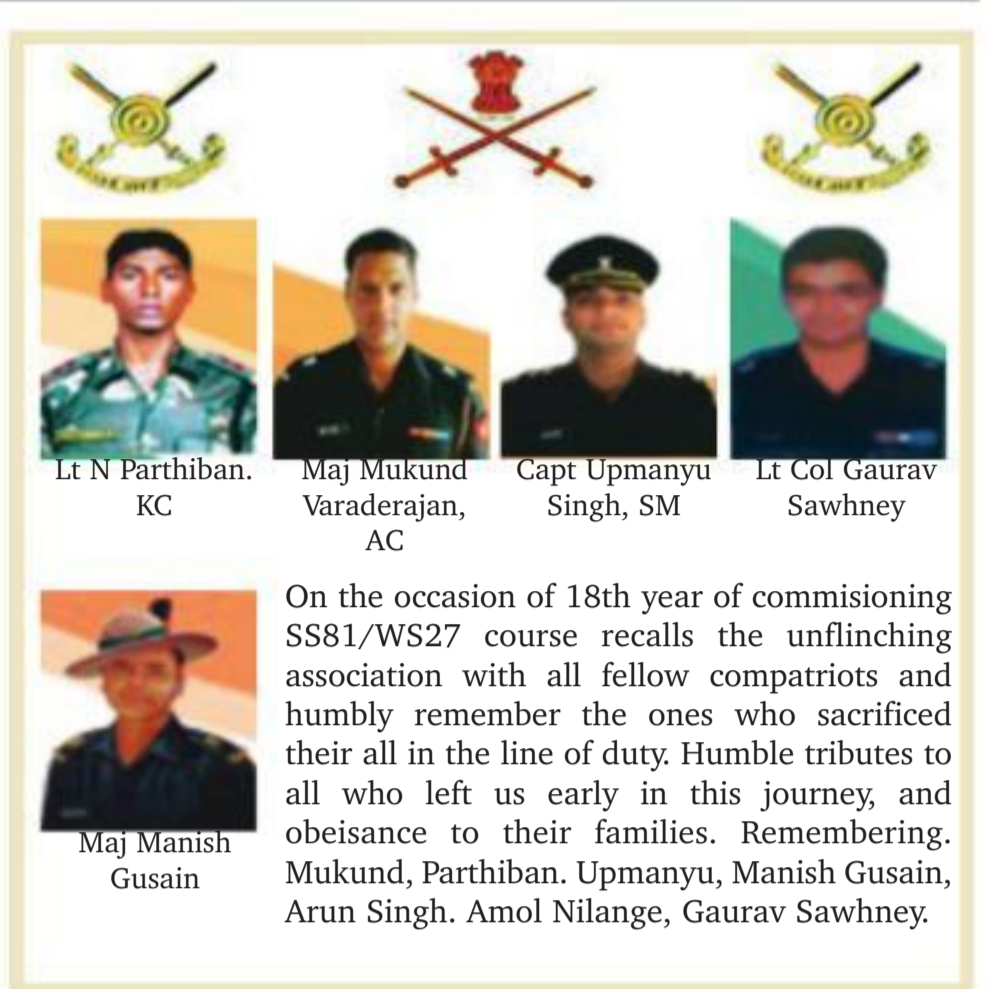 Lt N Parthiban.
KC
Maj Mukund
Varaderajan,
AC
Capt Upmanyu
Singh, SM
Lt Col Gaurav
Sawhney
Maj Manish
Gusain
On the occasion of 18th year of commisioning
SS81/WS27 course recalls the unflinching
association with all fellow compatriots and
humbly remember the ones who sacrificed
their all in the line of duty. Humble tributes to
all who left us early in this journey, and
obeisance to their families. Remembering.
Mukund, Parthiban. Upmanyu, Manish Gusain,
Arun Singh. Amol Nilange, Gaurav Sawhney.